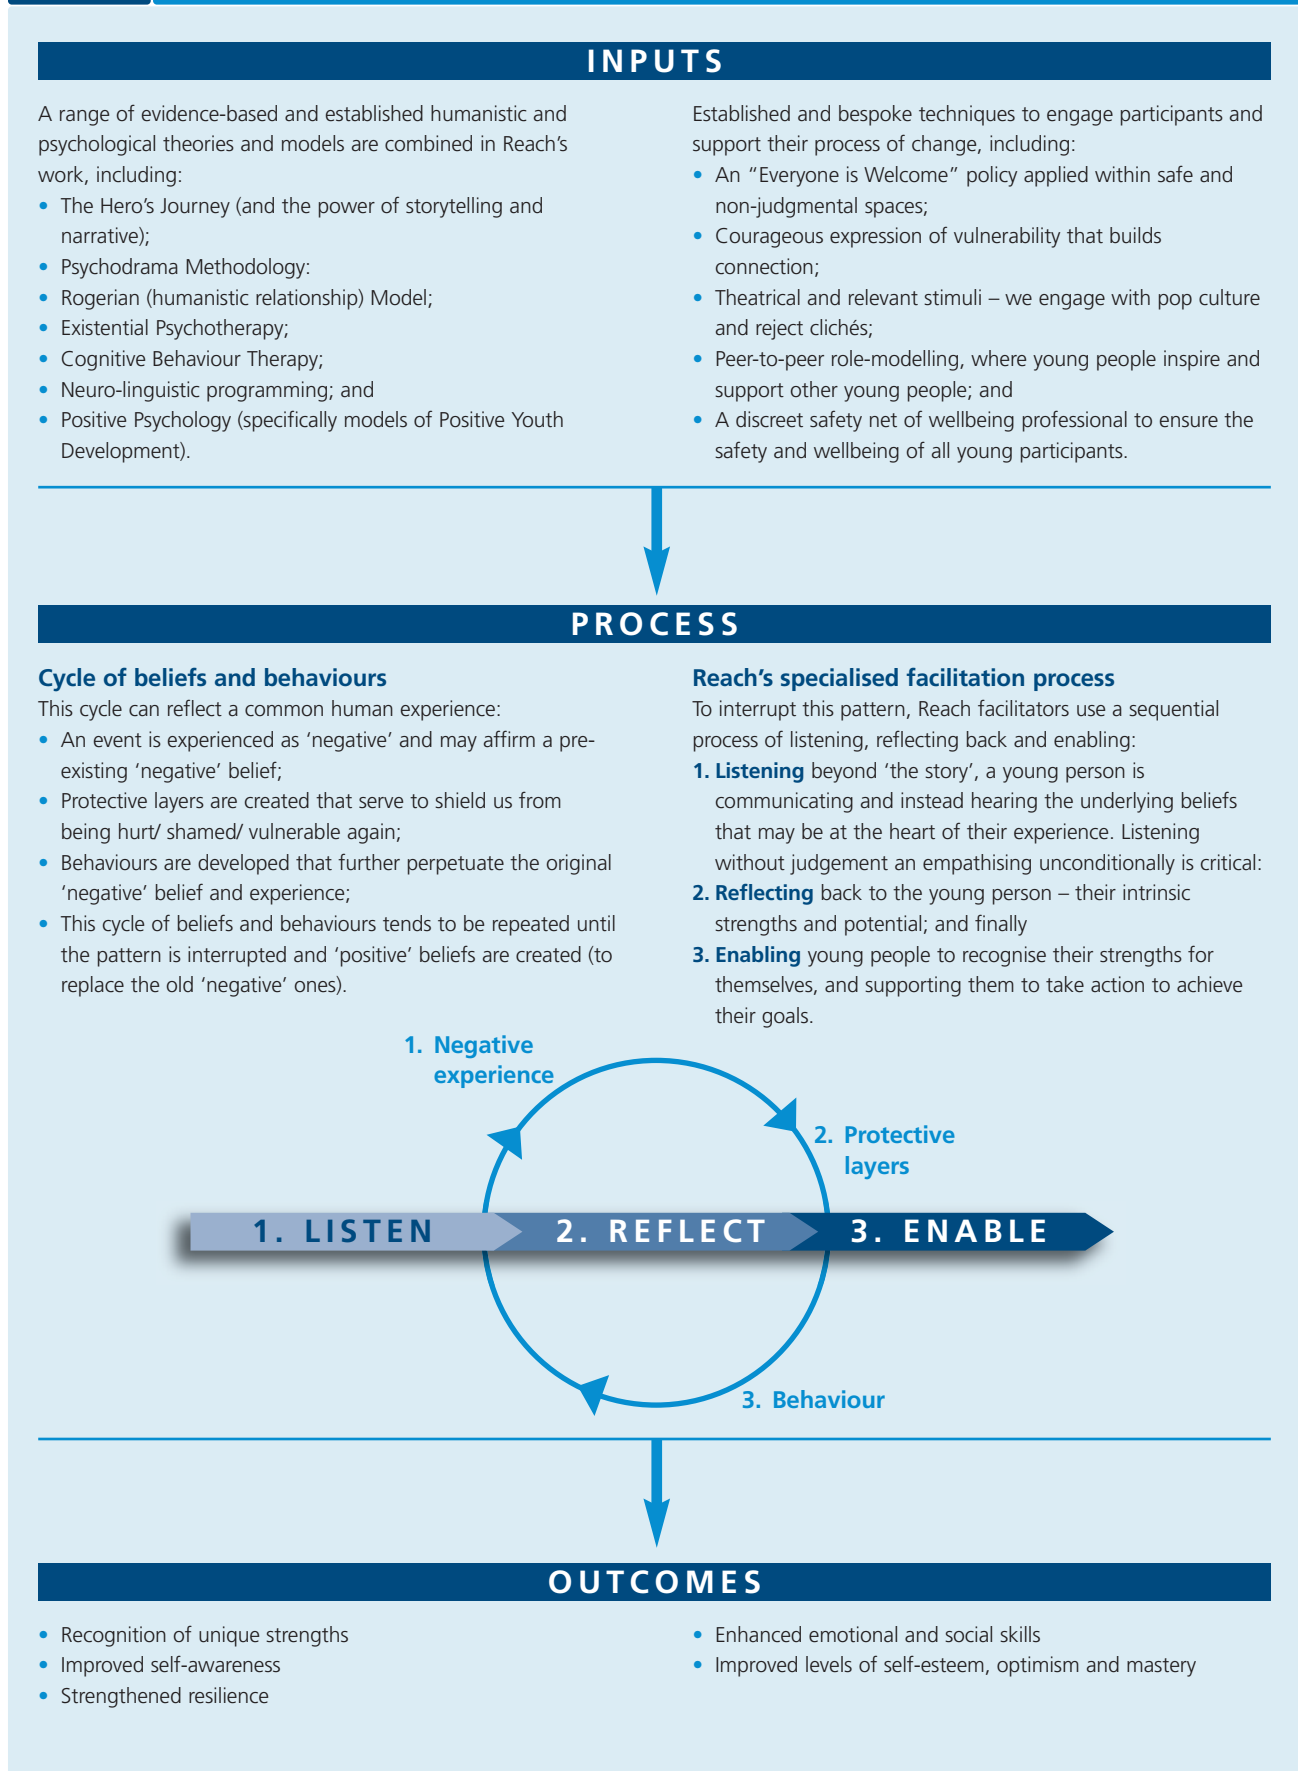 INPUTS
A range of evidence-based and established humanistic and
psychological theories and models are combined in Reach's
work, including:
• The Hero's Journey (and the power of storytelling and
narrative);
• Psychodrama Methodology:
• Rogerian (humanistic relationship) Model;
• Existential Psychotherapy;
• Cognitive Behaviour Therapy;
• Neuro-linguistic programming; and
• Positive Psychology (specifically models of Positive Youth
Development).
Established and bespoke techniques to engage participants and
support their process of change, including:
• An “Everyone is Welcome” policy applied within safe and
non-judgmental spaces;
• Courageous expression of vulnerability that builds
connection;
• Theatrical and relevant stimuli – we engage with pop culture
and reject clichés;
• Peer-to-peer role-modelling, where young people inspire and
support other young people; and
• A discreet safety net of wellbeing professional to ensure the
safety and wellbeing of all young participants.
PROCESS
Cycle of beliefs and behaviours
This cycle can reflect a common human experience:
• An event is experienced as ‘negative’ and may affirm a pre-
existing ‘negative’ belief;
• Protective layers are created that serve to shield us from
being hurt/ shamed/ vulnerable again;
• Behaviours are developed that further perpetuate the original
‘negative’ belief and experience;
• This cycle of beliefs and behaviours tends to be repeated until
the pattern is interrupted and ‘positive’ beliefs are created (to
replace the old ‘negative’ ones).
Reach’s specialised facilitation process
To interrupt this pattern, Reach facilitators use a sequential
process of listening, reflecting back and enabling:
1. Listening beyond ‘the story’, a young person is
communicating and instead hearing the underlying beliefs
that may be at the heart of their experience. Listening
without judgement an empathising unconditionally is critical:
2. Reflecting back to the young person – their intrinsic
strengths and potential; and finally
3. Enabling young people to recognise their strengths for
themselves, and supporting them to take action to achieve
their goals.
1. Negative
experience
2. Protective
layers
1. LISTEN
2. REFLECT
3. ENABLE
3. Behaviour
OUTCOMES
• Recognition of unique strengths
• Improved self-awareness
• Strengthened resilience
• Enhanced emotional and social skills
• Improved levels of self-esteem, optimism and mastery